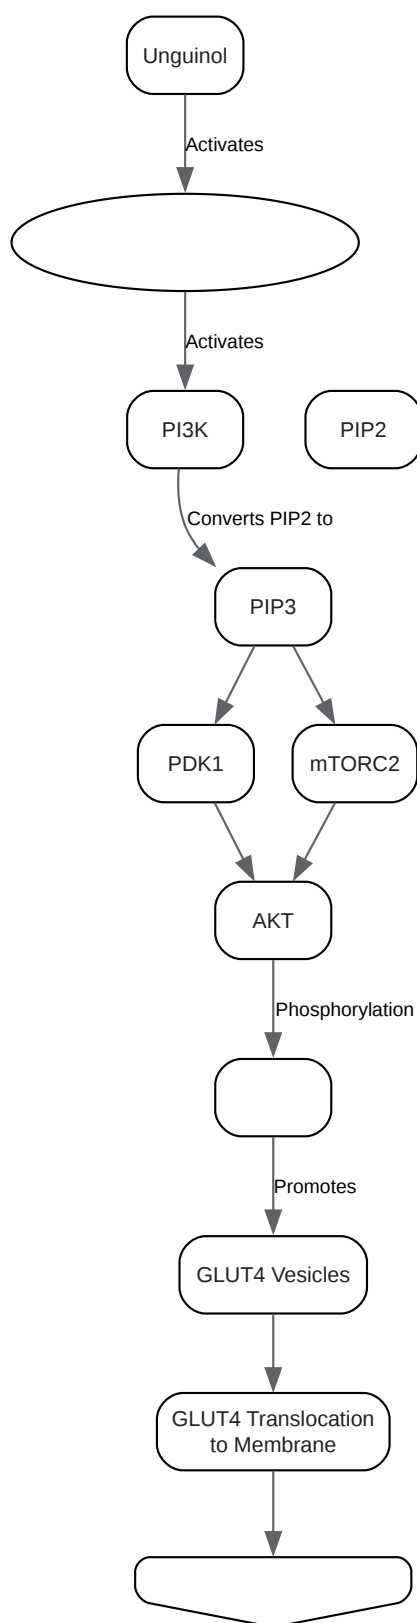 Unguinol
Activates
Activates
PI3K
PIP2
Converts PIP2 to
PIP3
PDK1
mTORC2
AKT
Phosphorylation
Promotes
GLUT4 Vesicles
GLUT4 Translocation
to Membrane